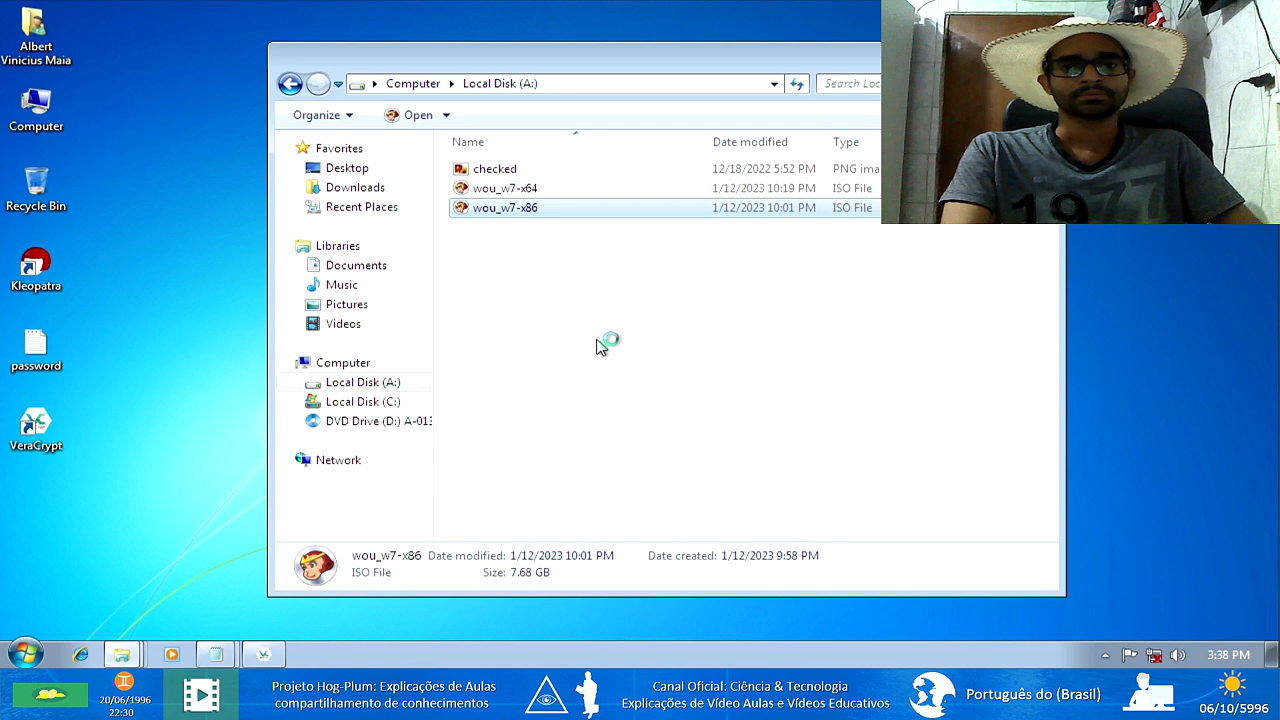 Albert
Vinicius Maia
Computer
Recycle Bin
Kleopatra
password
VeraCrypt
Computer
Local Disk (A:)
Search Loc
Organize
Open
Favorites
Desktop
Downloads
Recent Places
Libraries
Documents
Music
Pictures
Videos
Computer
Local Disk (A:)
Local Disk (C:)
DVD Drive (D:) A-013
Network
Name Date modified Type
checked 12/18/2022 5:52 PM PNG ima
wou_w7-x64 1/12/2023 10:19 PM ISO File
wou_w7-x86 1/12/2023 10:01 PM ISO File
1977
wou_w7-x86 Date modified: 1/12/2023 10:01 PM Date created: 1/12/2023 9:58 PM
ISO File Size: 7.68 GB
3:38 PM
20/06/1996
22:30
Projeto Hog-Plum: Explicações de Aulas
compartilhamento de conhecimentos
Canal Oficial: Ciência & Tecnologia
Explicações de Vídeo Aulas e Vídeos Educativos
Português do (Brasil)
06/10/5996